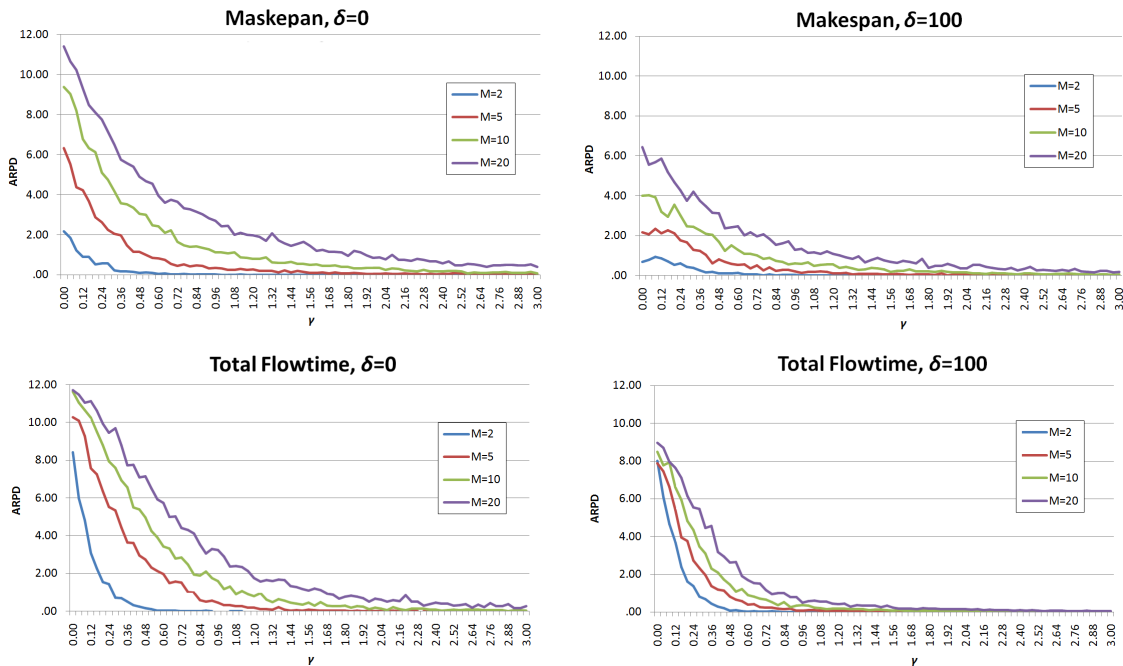 Maskepan, δ=0
12.00
10.00
8.00
6.00
4.00
2.00
.00
ARPD
M=2
M=5
M=10
M=20
0.00 0.12 0.24 0.36 0.48 0.60 0.72 0.84 0.96 1.08 1.20 1.32 1.44 1.56 1.68 1.80 1.92 2.04 2.16 2.28 2.40 2.52 2.64 2.76 2.88 3.00
γ
Makespan, δ=100
12.00
10.00
8.00
6.00
4.00
2.00
.00
ARPD
M=2
M=5
M=10
M=20
0.00 0.12 0.24 0.36 0.48 0.60 0.72 0.84 0.96 1.08 1.20 1.32 1.44 1.56 1.68 1.80 1.92 2.04 2.16 2.28 2.40 2.52 2.64 2.76 2.88 3.00
γ
Total Flowtime, δ=0
12.00
10.00
8.00
6.00
4.00
2.00
.00
ARPD
M=2
M=5
M=10
M=20
0.00 0.12 0.24 0.36 0.48 0.60 0.72 0.84 0.96 1.08 1.20 1.32 1.44 1.56 1.68 1.80 1.92 2.04 2.16 2.28 2.40 2.52 2.64 2.76 2.88 3.00
γ
Total Flowtime, δ=100
12.00
10.00
8.00
6.00
4.00
2.00
.00
ARPD
M=2
M=5
M=10
M=20
0.00 0.12 0.24 0.36 0.48 0.60 0.72 0.84 0.96 1.08 1.20 1.32 1.44 1.56 1.68 1.80 1.92 2.04 2.16 2.28 2.40 2.52 2.64 2.76 2.88 3.00
γ